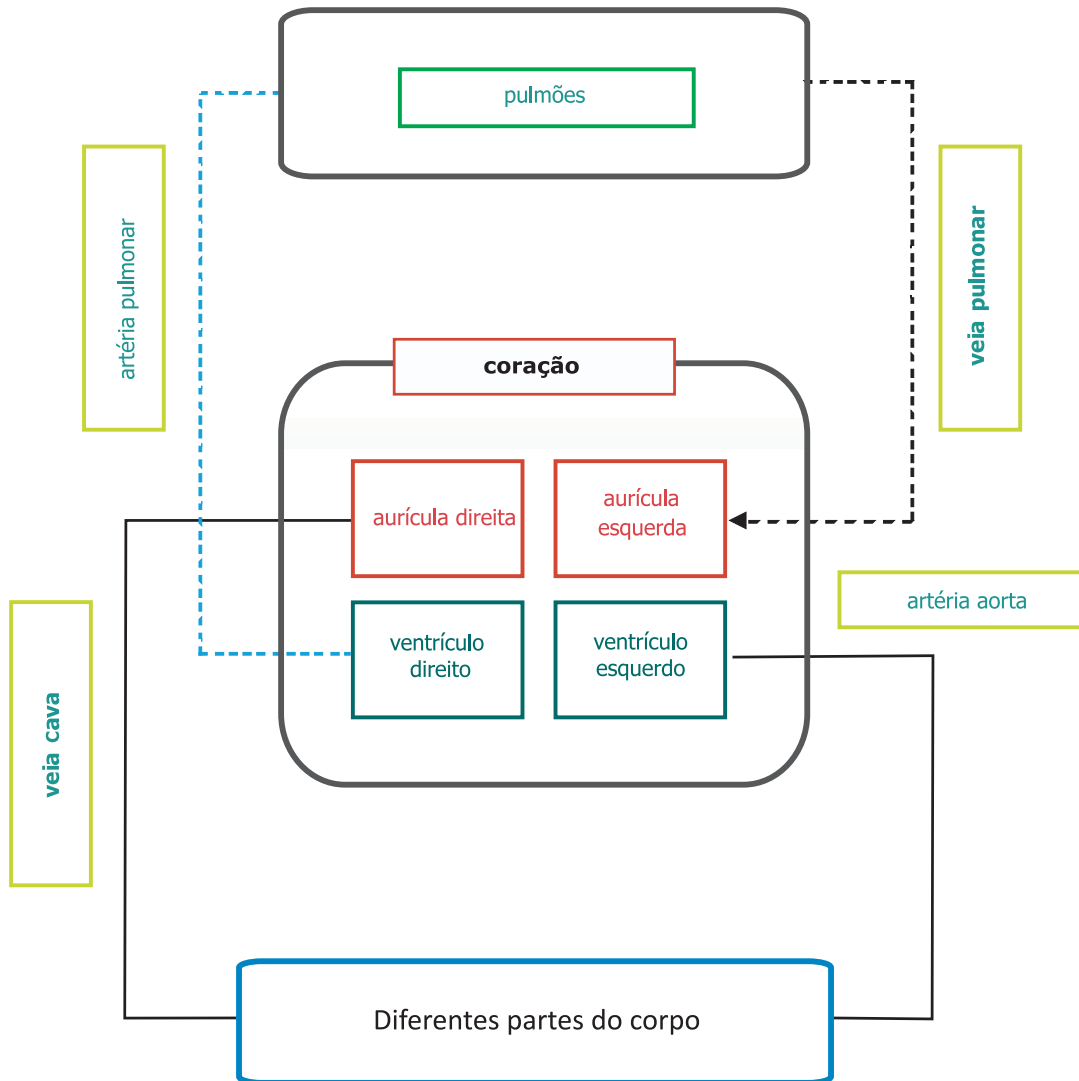 pulmões
artéria pulmonar
veia pulmonar
coração
aurícula direita
aurícula
esquerda
artéria aorta
ventrículo
direito
ventrículo
esquerdo
veia cava
Diferentes partes do corpo